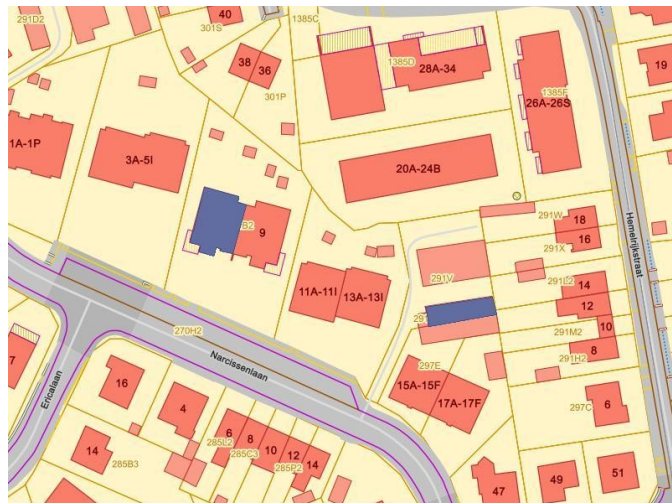 291D2
40
301S
1385C
38
36
301P
1385D
28A-34
1385F
26A-26S
19
1A-1P
3A-5I
20A-24B
B2
9
291W
18
16
291X
Hemelrijkstraat
11A-11I
13A-13I
291V
291L2
14
12
10
291M2
8
291H2
291
270H2
Narcissenlaan
7
Ericalaan
16
4
297E
15A-15F
17A-17F
297C
6
6
8
10
12
14
285L2
285C3
285P2
14
285B3
47
49
51